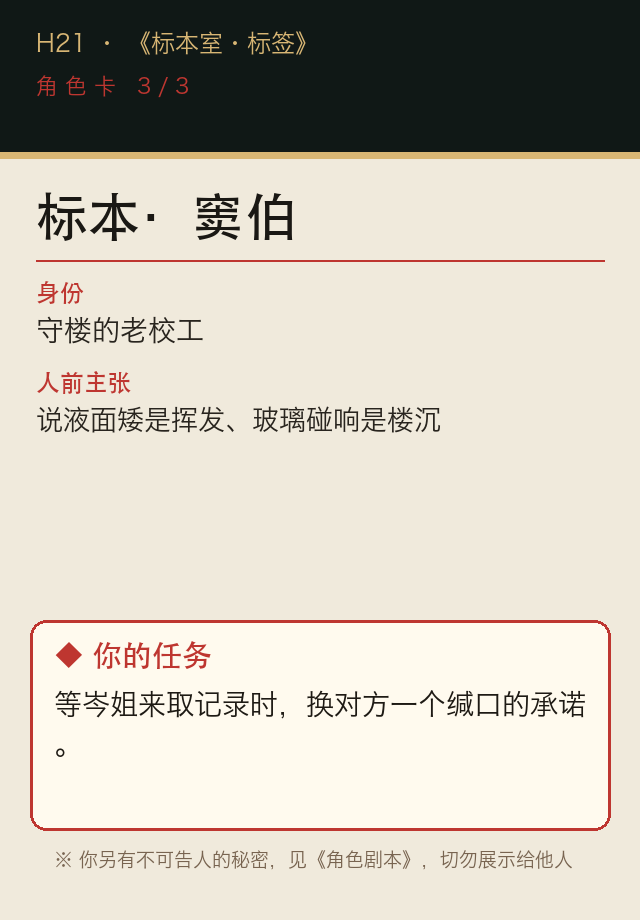 H21 · 《标本室·标签》
角色卡 3/3
标本· 窦伯
身份
守楼的老校工
人前主张
说液面矮是挥发、玻璃碰响是楼沉
◆ 你的任务
等岑姐来取记录时，换对方一个缄口的承诺
。
※ 你另有不可告人的秘密，见《角色剧本》，切勿展示给他人